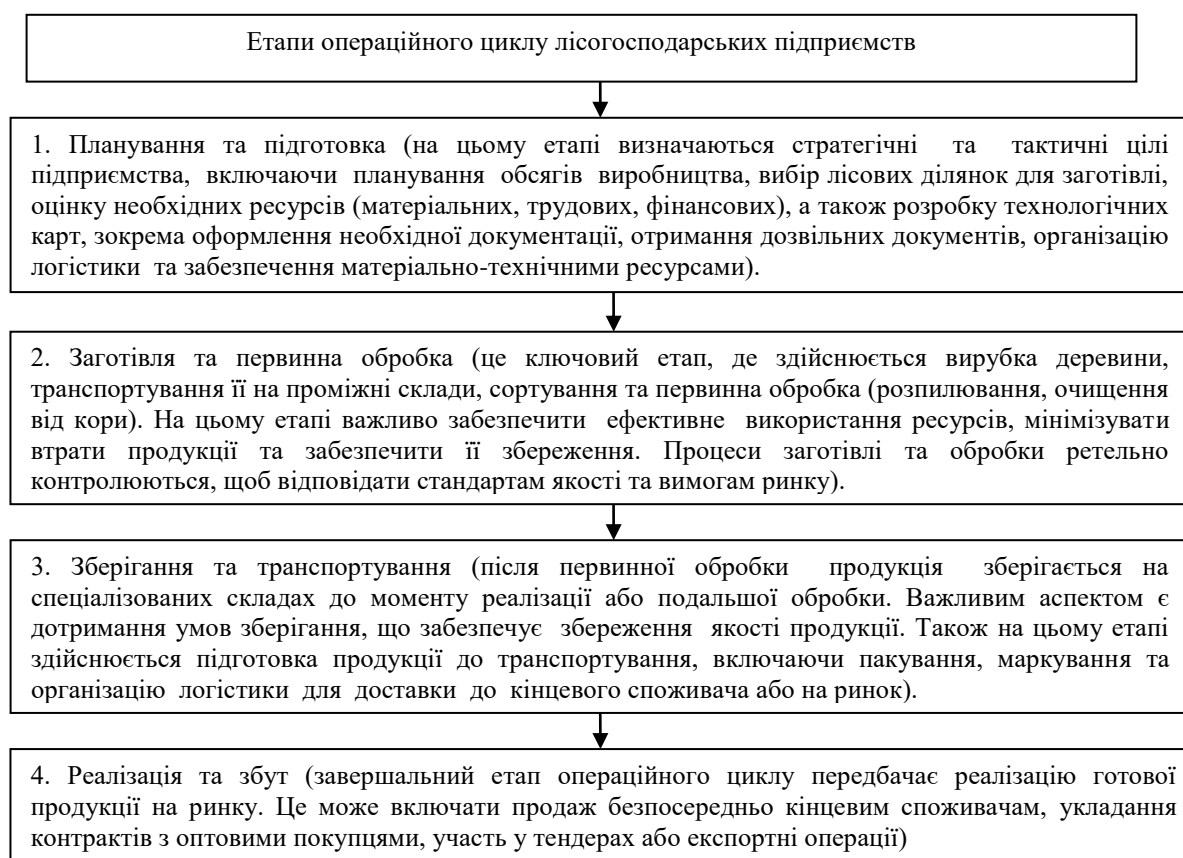 Етапи операційного циклу лісогосподарських підприємств
1. Планування та підготовка (на цьому етапі визначаються стратегічні та тактичні цілі
підприємства, включаючи планування обсягів виробництва, вибір лісових ділянок для заготівлі,
оцінку необхідних ресурсів (матеріальних, трудових, фінансових), а також розробку технологічних
карт, зокрема оформлення необхідної документації, отримання дозвільних документів, організацію
логістики та забезпечення матеріально-технічними ресурсами).
2. Заготівля та первинна обробка (це ключовий етап, де здійснюється вирубка деревини,
транспортування її на проміжні склади, сортування та первинна обробка (розпилювання, очищення
від кори). На цьому етапі важливо забезпечити ефективне використання ресурсів, мінімізувати
втрати продукції та забезпечити її збереження. Процеси заготівлі та обробки ретельно
контролюються, щоб відповідати стандартам якості та вимогам ринку).
3. Зберігання та транспортування (після первинної обробки продукція зберігається на
спеціалізованих складах до моменту реалізації або подальшої обробки. Важливим аспектом є
дотримання умов зберігання, що забезпечує збереження якості продукції. Також на цьому етапі
здійснюється підготовка продукції до транспортування, включаючи пакування, маркування та
організацію логістики для доставки до кінцевого споживача або на ринок).
4. Реалізація та збут (завершальний етап операційного циклу передбачає реалізацію готової
продукції на ринку. Це може включати продаж безпосередньо кінцевим споживачам, укладання
контрактів з оптовими покупцями, участь у тендерах або експортні операції)